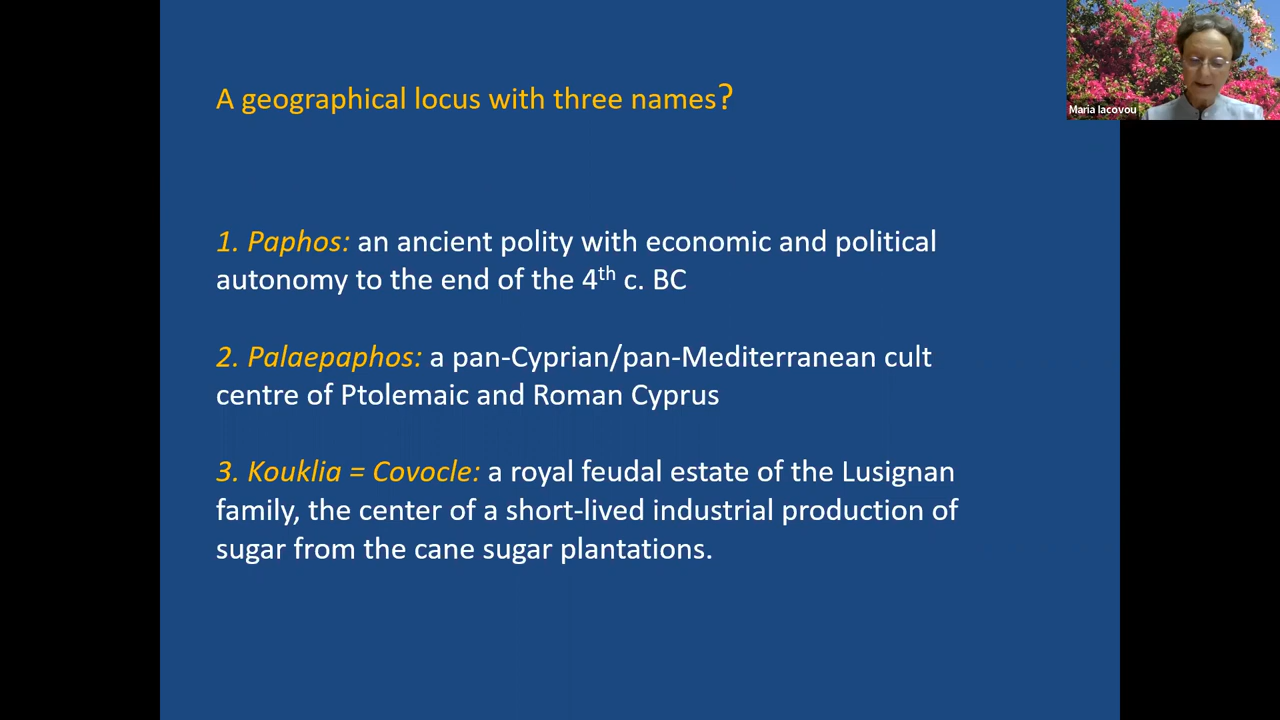 A geographical locus with three names?
Maria Iacovou
1. Paphos: an ancient polity with economic and political
autonomy to the end of the 4th c. BC
2. Palaepaphos: a pan-Cyprian/pan-Mediterranean cult
centre of Ptolemaic and Roman Cyprus
3. Kouklia = Covocle: a royal feudal estate of the Lusignan
family, the center of a short-lived industrial production of
sugar from the cane sugar plantations.